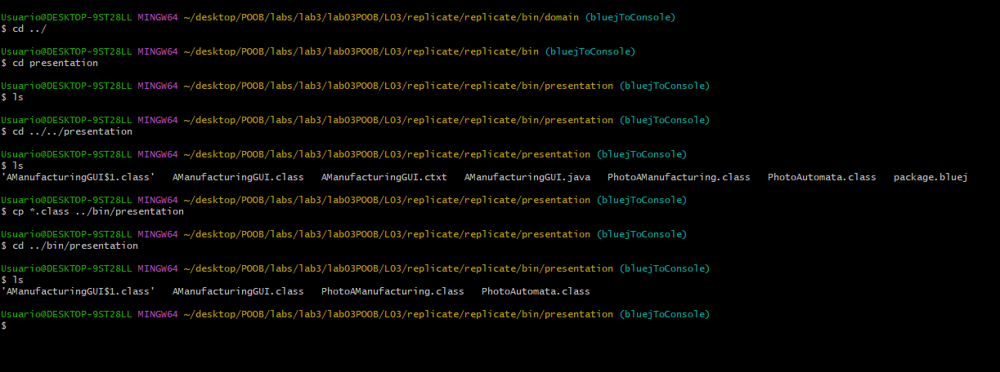 Usuario@DESKTOP-9ST28LL MINGW64 ~/desktop/POOB/labs/lab3/lab03POOB/L03/replicate/replicate/bin/domain (bluejToConsole)
$ cd ../
Usuario@DESKTOP-9ST28LL MINGW64 ~/desktop/POOB/labs/lab3/lab03POOB/L03/replicate/replicate/bin (bluejToConsole)
$ cd presentation
Usuario@DESKTOP-9ST28LL MINGW64 ~/desktop/POOB/labs/lab3/lab03POOB/L03/replicate/replicate/bin/presentation (bluejToConsole)
$ ls
Usuario@DESKTOP-9ST28LL MINGW64 ~/desktop/POOB/labs/lab3/lab03POOB/L03/replicate/replicate/bin/presentation (bluejToConsole)
$ cd ../../presentation
Usuario@DESKTOP-9ST28LL MINGW64 ~/desktop/POOB/labs/lab3/lab03POOB/L03/replicate/replicate/presentation (bluejToConsole)
$ ls
'AManufacturingGUI$1.class'   AManufacturingGUI.class   AManufacturingGUI.ctxt   AManufacturingGUI.java   PhotoAManufacturing.class   PhotoAutomata.class   package.bluej
Usuario@DESKTOP-9ST28LL MINGW64 ~/desktop/POOB/labs/lab3/lab03POOB/L03/replicate/replicate/presentation (bluejToConsole)
$ cp *.class ../bin/presentation
Usuario@DESKTOP-9ST28LL MINGW64 ~/desktop/POOB/labs/lab3/lab03POOB/L03/replicate/replicate/presentation (bluejToConsole)
$ cd ../bin/presentation
Usuario@DESKTOP-9ST28LL MINGW64 ~/desktop/POOB/labs/lab3/lab03POOB/L03/replicate/replicate/bin/presentation (bluejToConsole)
$ ls
'AManufacturingGUI$1.class'   AManufacturingGUI.class   PhotoAManufacturing.class   PhotoAutomata.class
Usuario@DESKTOP-9ST28LL MINGW64 ~/desktop/POOB/labs/lab3/lab03POOB/L03/replicate/replicate/bin/presentation (bluejToConsole)
$